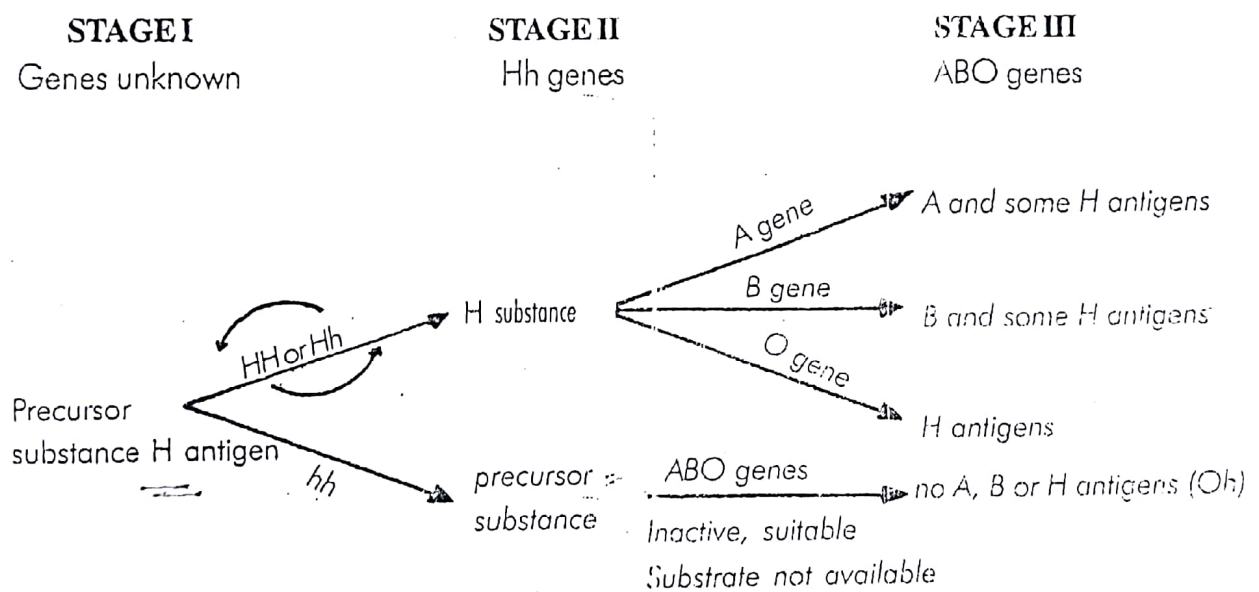 STAGE I
Genes unknown
STAGE II
Hh genes
STAGE III
ABO genes
A gene
A and some H antigens
H substance
B gene
B and some H antigens
HH or Hh
O gene
H antigens
Precursor
substance H antigen
hh
precursor
substance
ABO genes
no A, B or H antigens (Oh)
Inactive, suitable
Substrate not available